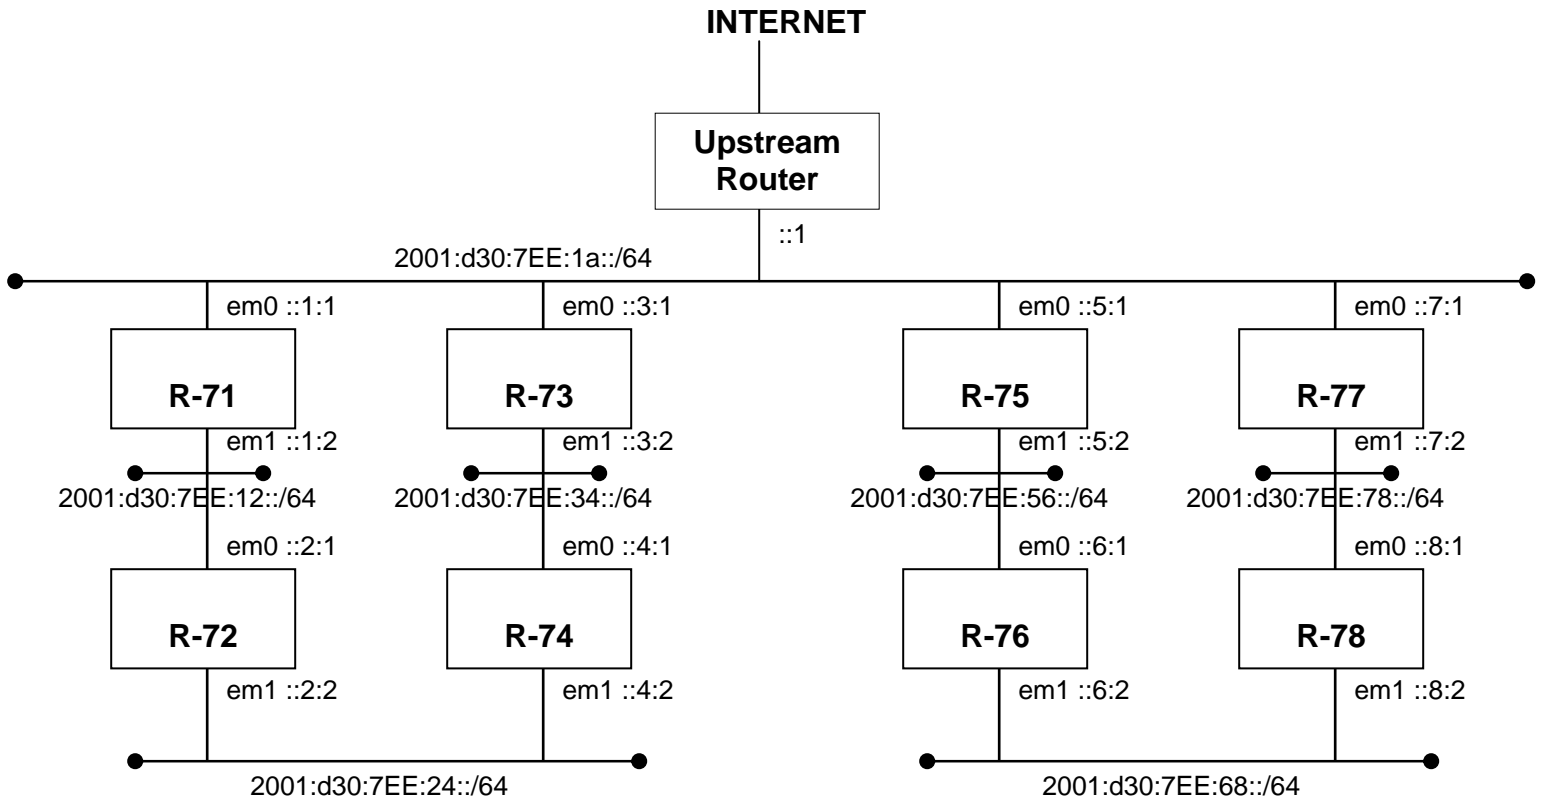 INTERNET
Upstream
Router
::1
2001:d30:7EE:1a::/64
em0 ::1:1
em0 ::3:1
em0 ::5:1
em0 ::7:1
R-71
R-73
R-75
R-77
em1 ::1:2
em1 ::3:2
em1 ::5:2
em1 ::7:2
2001:d30:7EE:12::/64
2001:d30:7EE:34::/64
2001:d30:7EE:56::/64
2001:d30:7EE:78::/64
em0 ::2:1
em0 ::4:1
em0 ::6:1
em0 ::8:1
R-72
R-74
R-76
R-78
em1 ::2:2
em1 ::4:2
em1 ::6:2
em1 ::8:2
2001:d30:7EE:24::/64
2001:d30:7EE:68::/64